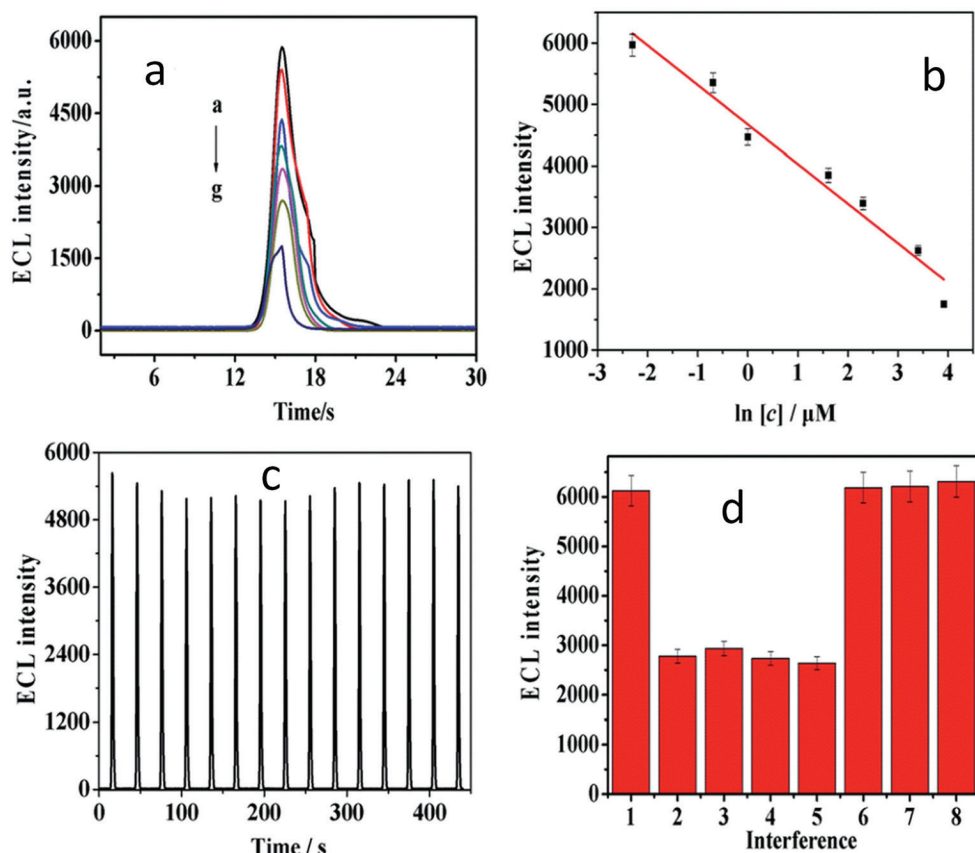 a
a
g
ECL intensity/a.u.
6000
4500
3000
1500
0
6 12 18 24 30
Time/s
b
ECL intensity
6000
5000
4000
3000
2000
1000
-3 -2 -1 0 1 2 3 4 5
ln [c] / μM
c
ECL intensity
6000
4800
3600
2400
1200
0
0 100 200 300 400
Time / s
d
ECL intensity
6000
5000
4000
3000
2000
1000
0
1 2 3 4 5 6 7 8
Interference